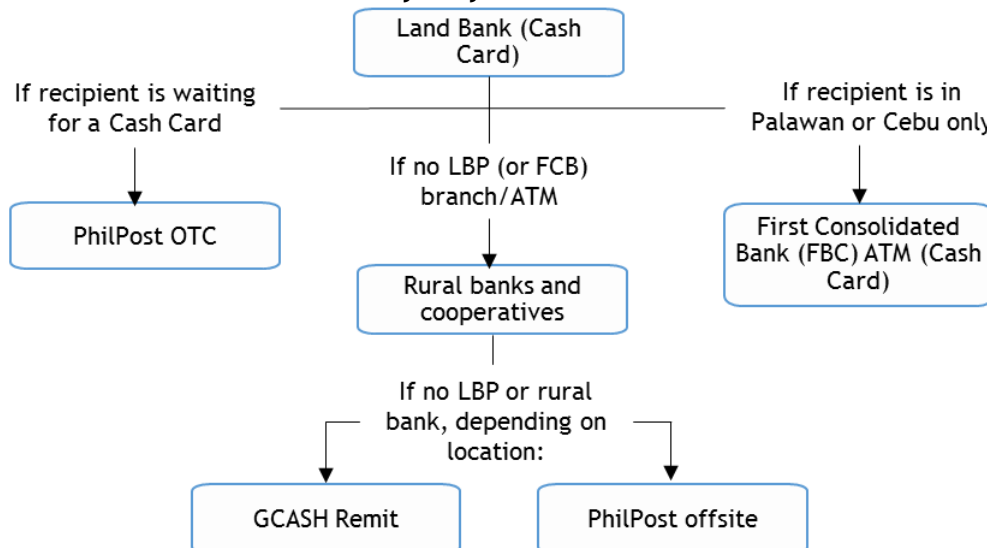 Land Bank (Cash
Card)
If recipient is waiting
for a Cash Card
If recipient is in
Palawan or Cebu only
If no LBP (or FCB)
branch/ATM
PhilPost OTC
First Consolidated
Bank (FBC) ATM (Cash
Card)
Rural banks and
cooperatives
If no LBP or rural
bank, depending on
location:
GCASH Remit
PhilPost offsite